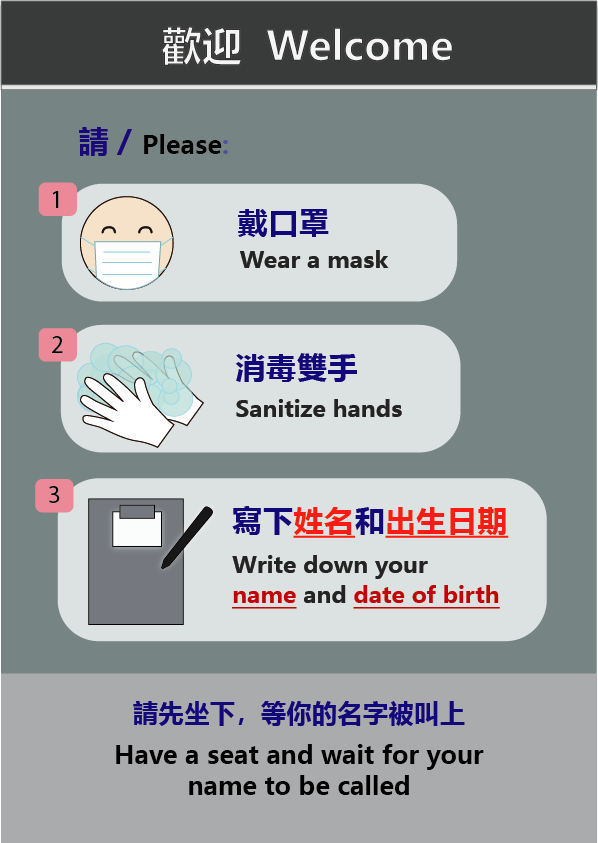 歡迎 Welcome
請 / Please:
1
戴口罩
Wear a mask
2
消毒雙手
Sanitize hands
3
寫下姓名和出生日期
Write down your
name and date of birth
請先坐下，等你的名字被叫上
Have a seat and wait for your
name to be called